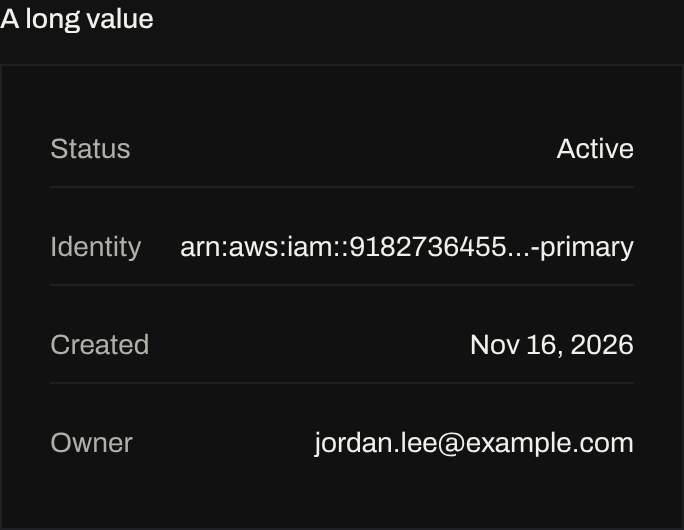 A long value
Status Active
Identity arn:aws:iam::9182736455...-primary
Created Nov 16, 2026
Owner jordan.lee@example.com